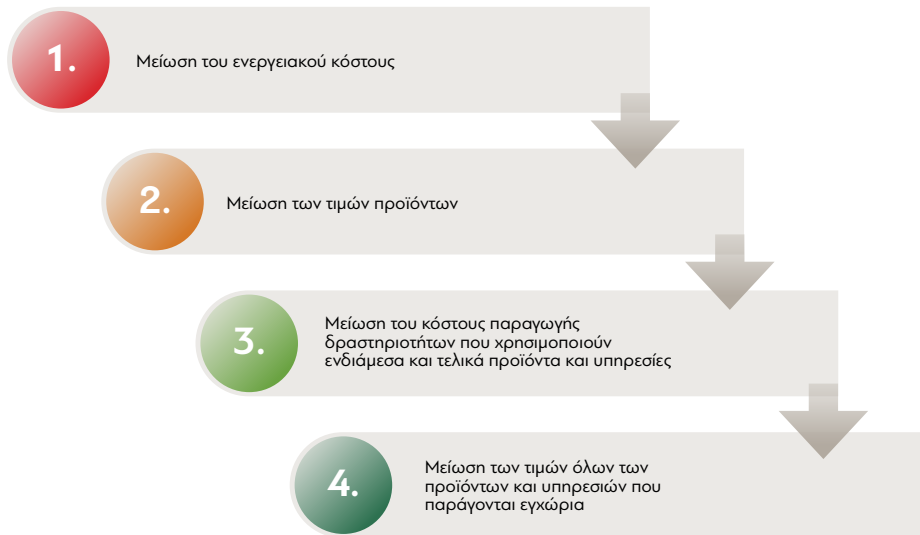 1.
Μείωση του ενεργειακού κόστους
2.
Μείωση των τιμών προϊόντων
3.
Μείωση του κόστους παραγωγής
δραστηριοτήτων που χρησιμοποιούν
ενδιάμεσα και τελικά προϊόντα και υπηρεσίες
4.
Μείωση των τιμών όλων των
προϊόντων και υπηρεσιών που
παράγονται εγχώρια